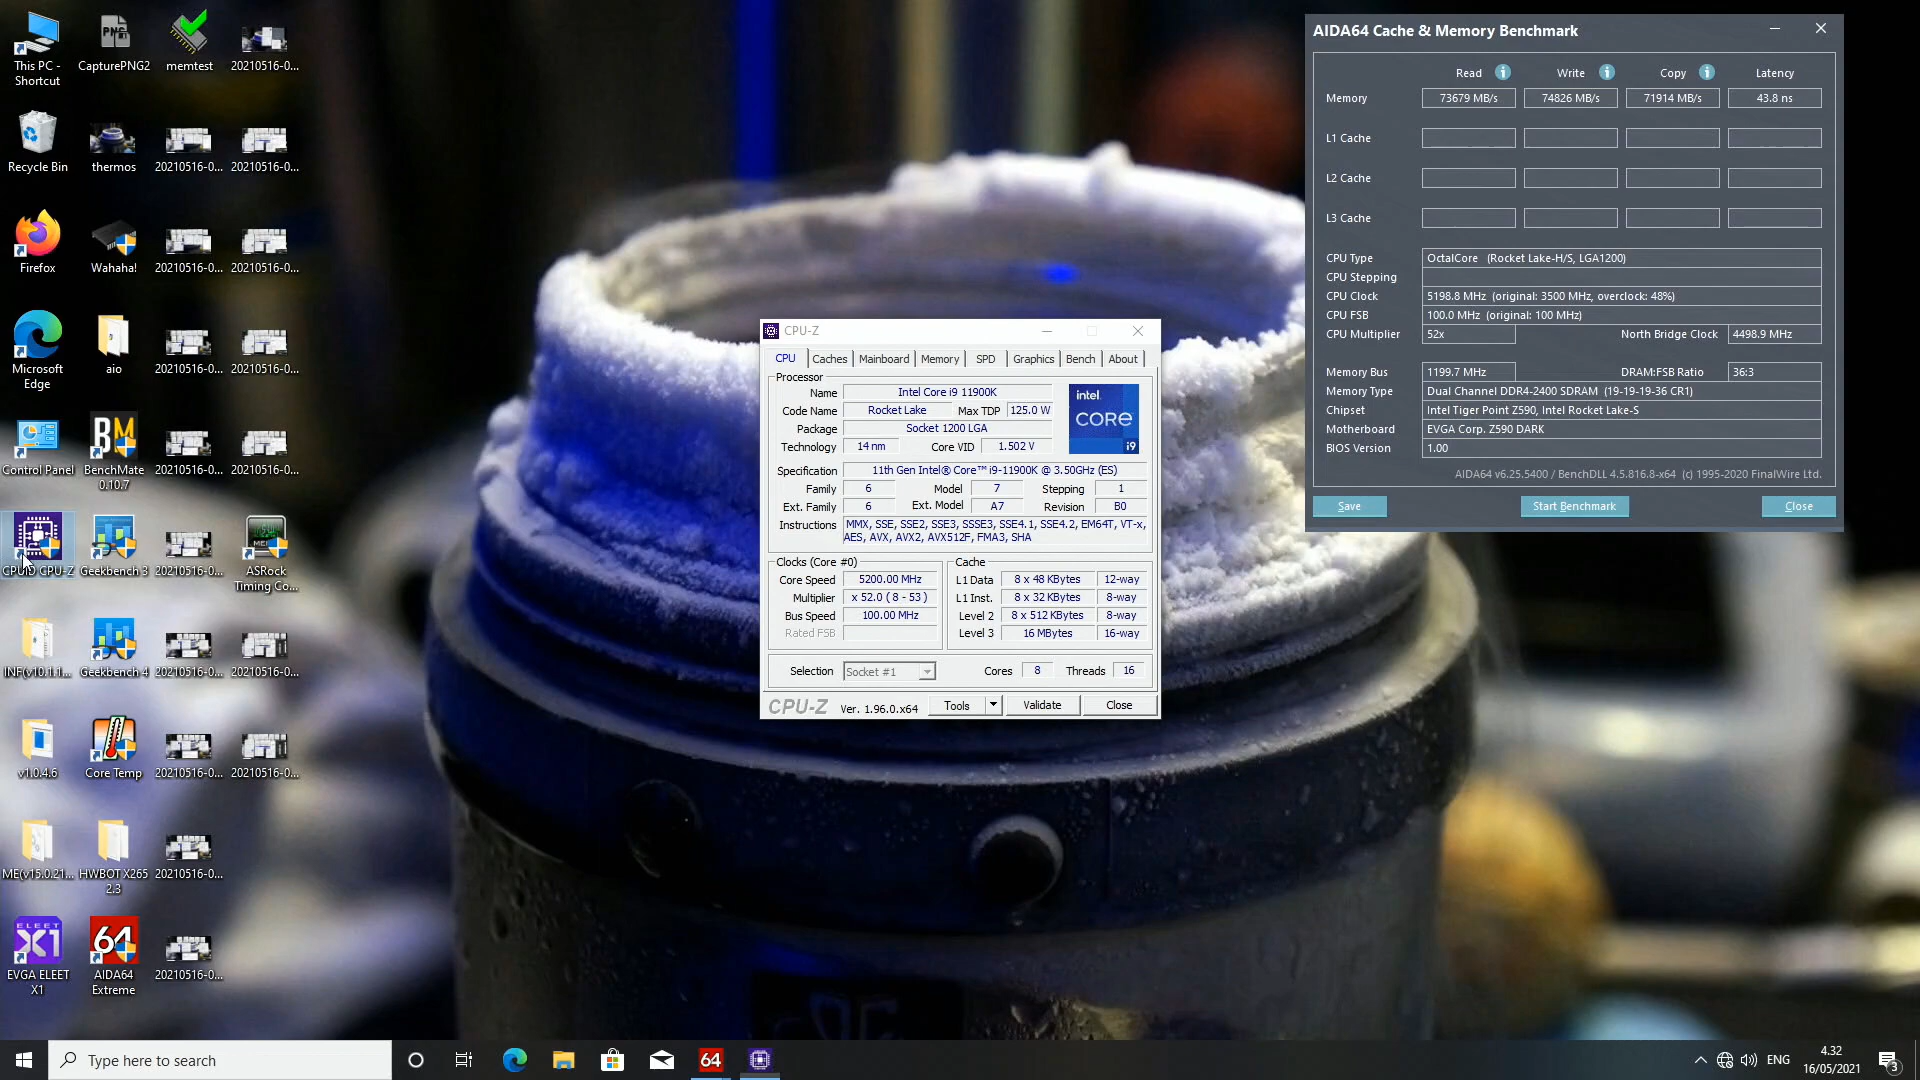 This PC - Shortcut
CapturePNG2
memtest
20210516-0...
Recycle Bin
thermos
20210516-0...
20210516-0...
Firefox
Wahaha!
20210516-0...
20210516-0...
Microsoft Edge
aio
20210516-0...
20210516-0...
Control Panel
BM
BenchMate 0.10.7
20210516-0...
20210516-0...
CPUID CPU-Z
Geekbench 3
20210516-0...
ASRock Timing Co...
INF(v10.1.1...
Geekbench 4
20210516-0...
20210516-0...
v1.0.4.6
Core Temp
20210516-0...
20210516-0...
ME(v15.0.21...
HWBOT X265 2.3
20210516-0...
ELEET X1
EVGA ELEET X1
64
AIDA64 Extreme
20210516-0...
CPU-Z
CPU Caches Mainboard Memory SPD Graphics Bench About
Processor
Name Intel Core i9 11900K
Code Name Rocket Lake Max TDP 125.0 W
Package Socket 1200 LGA
Technology 14 nm Core VID 1.502 V
intel CORE i9
Specification 11th Gen Intel® Core™ i9-11900K @ 3.50GHz (ES)
Family 6 Model 7 Stepping 1
Ext. Family 6 Ext. Model A7 Revision B0
Instructions MMX, SSE, SSE2, SSE3, SSSE3, SSE4.1, SSE4.2, EM64T, VT-x,
AES, AVX, AVX2, AVX512F, FMA3, SHA
Clocks (Core #0)
Core Speed 5200.00 MHz
Multiplier x 52.0 ( 8 - 53 )
Bus Speed 100.00 MHz
Rated FSB
Cache
L1 Data 8 x 48 KBytes 12-way
L1 Inst. 8 x 32 KBytes 8-way
Level 2 8 x 512 KBytes 8-way
Level 3 16 MBytes 16-way
Selection Socket #1 Cores 8 Threads 16
CPU-Z Ver. 1.96.0.x64 Tools Validate Close
AIDA64 Cache & Memory Benchmark
Read Write Copy Latency
Memory 73679 MB/s 74826 MB/s 71914 MB/s 43.8 ns
L1 Cache
L2 Cache
L3 Cache
CPU Type OctalCore (Rocket Lake-H/S, LGA1200)
CPU Stepping
CPU Clock 5198.8 MHz (original: 3500 MHz, overclock: 48%)
CPU FSB 100.0 MHz (original: 100 MHz)
CPU Multiplier 52x North Bridge Clock 4498.9 MHz
Memory Bus 1199.7 MHz DRAM:FSB Ratio 36:3
Memory Type Dual Channel DDR4-2400 SDRAM (19-19-19-36 CR1)
Chipset Intel Tiger Point Z590, Intel Rocket Lake-S
Motherboard EVGA Corp. Z590 DARK
BIOS Version 1.00
AIDA64 v6.25.5400 / BenchDLL 4.5.816.8-x64 (c) 1995-2020 FinalWire Ltd.
Save Start Benchmark Close
Type here to search
64
ENG
4.32
16/05/2021
3